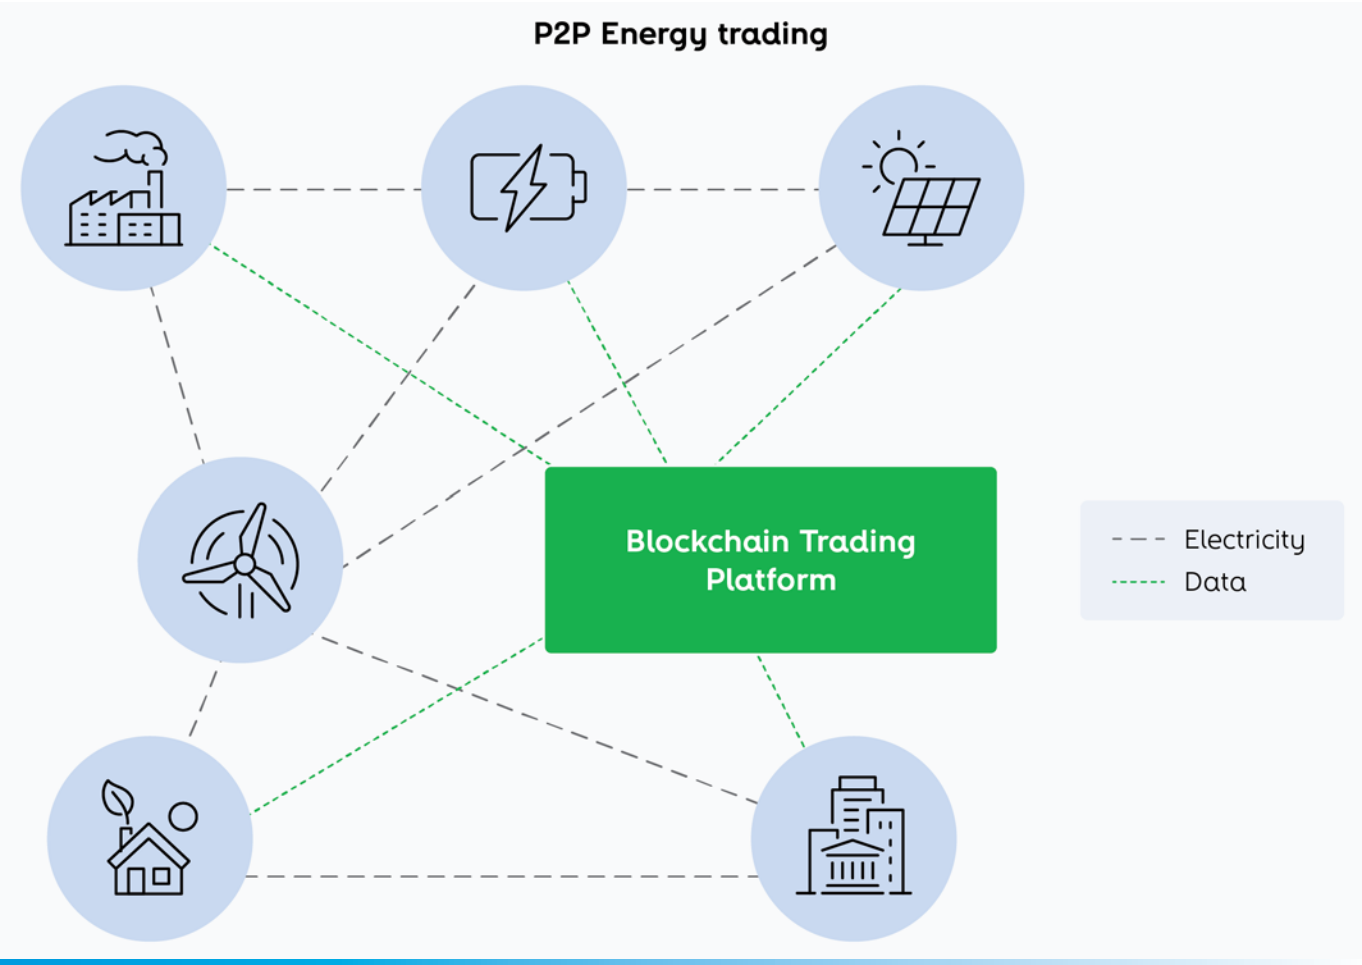 P2P Energy trading
Blockchain Trading
Platform
Electricity
Data